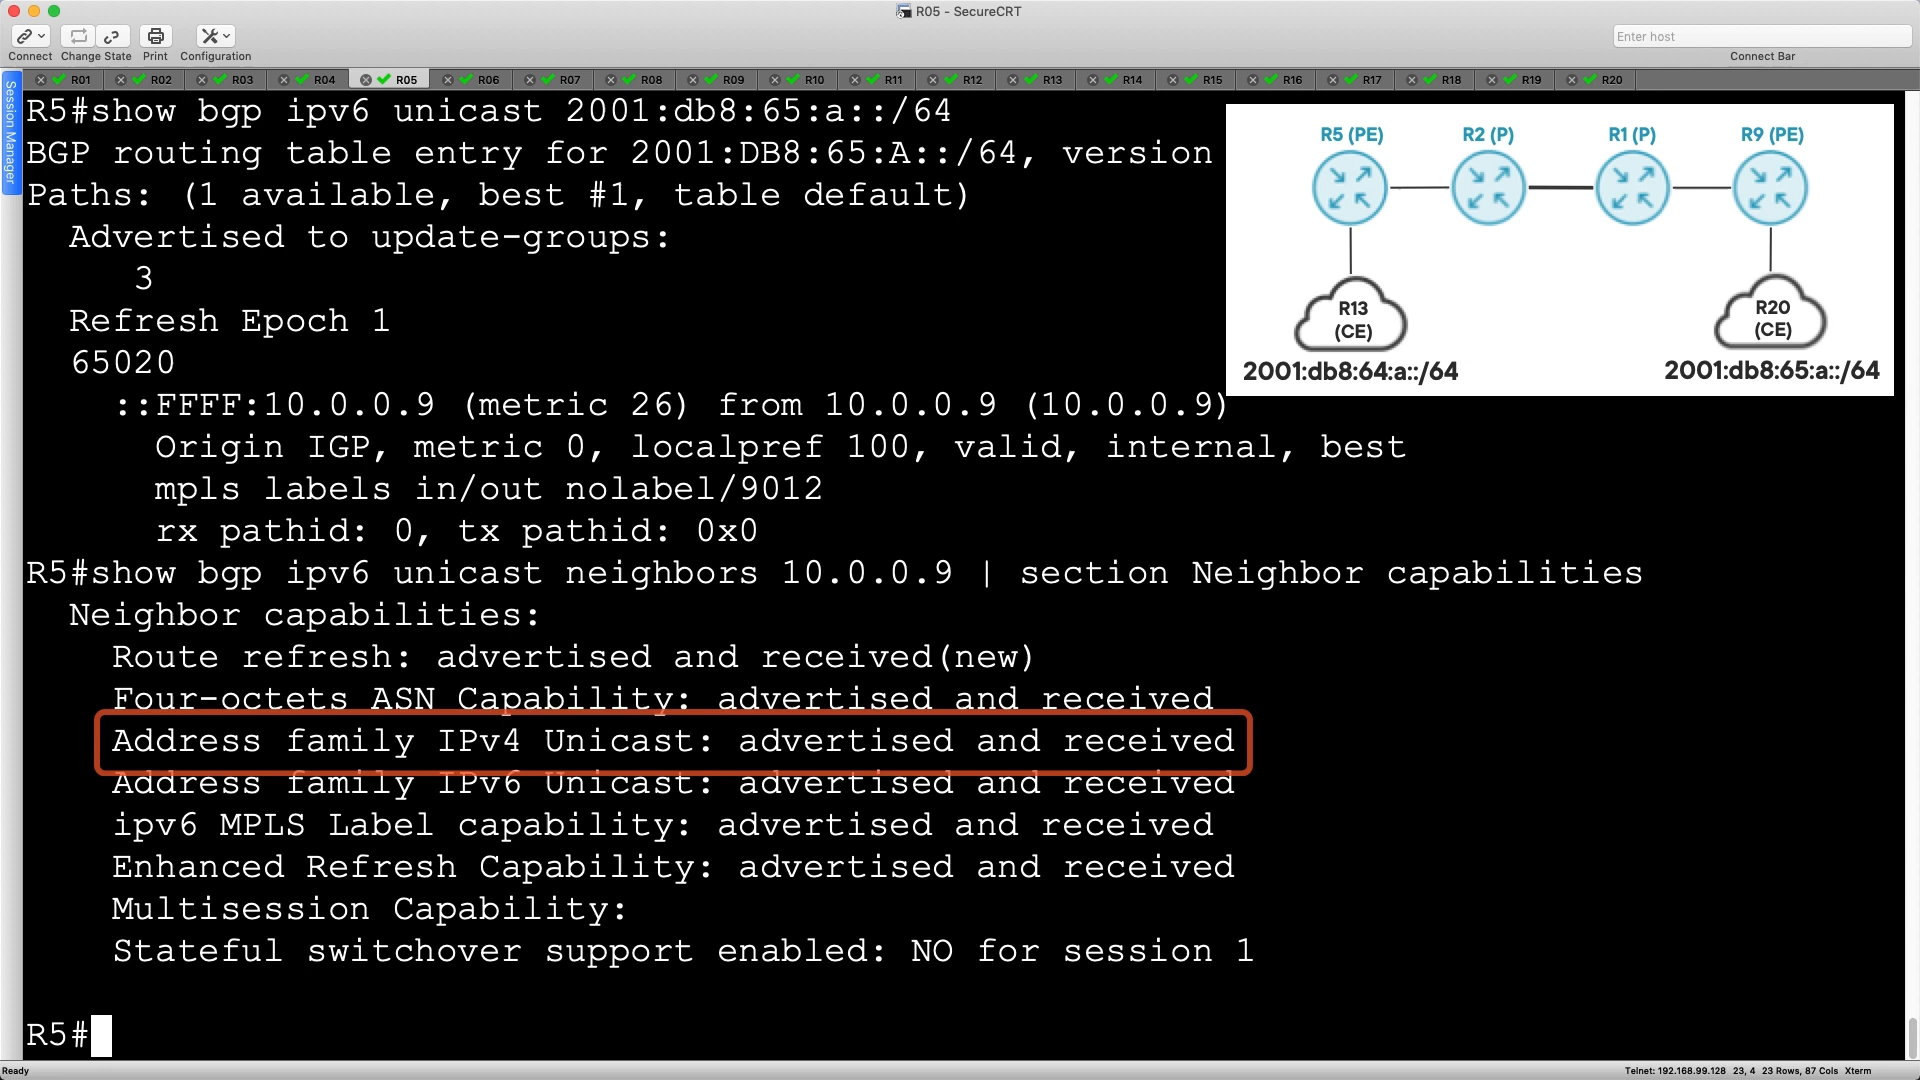 R05 - SecureCRT
Connect
Change State
Print
Configuration
Enter host
Connect Bar
Session Manager
R01
R02
R03
R04
R05
R06
R07
R08
R09
R10
R11
R12
R13
R14
R15
R16
R17
R18
R19
R20
R5#show bgp ipv6 unicast 2001:db8:65:a::/64
BGP routing table entry for 2001:DB8:65:A::/64, version
Paths: (1 available, best #1, table default)
Advertised to update-groups:
3
Refresh Epoch 1
65020
::FFFF:10.0.0.9 (metric 26) from 10.0.0.9 (10.0.0.9)
Origin IGP, metric 0, localpref 100, valid, internal, best
mpls labels in/out nolabel/9012
rx pathid: 0, tx pathid: 0x0
R5#show bgp ipv6 unicast neighbors 10.0.0.9 | section Neighbor capabilities
Neighbor capabilities:
Route refresh: advertised and received(new)
Four-octets ASN Capability: advertised and received
Address family IPv4 Unicast: advertised and received
Address family IPv6 Unicast: advertised and received
ipv6 MPLS Label capability: advertised and received
Enhanced Refresh Capability: advertised and received
Multisession Capability:
Stateful switchover support enabled: NO for session 1
R5#
R5 (PE)
R2 (P)
R1 (P)
R9 (PE)
R13
(CE)
R20
(CE)
2001:db8:64:a::/64
2001:db8:65:a::/64
Ready
Telnet: 192.168.99.128 23, 4 23 Rows, 87 Cols Xterm